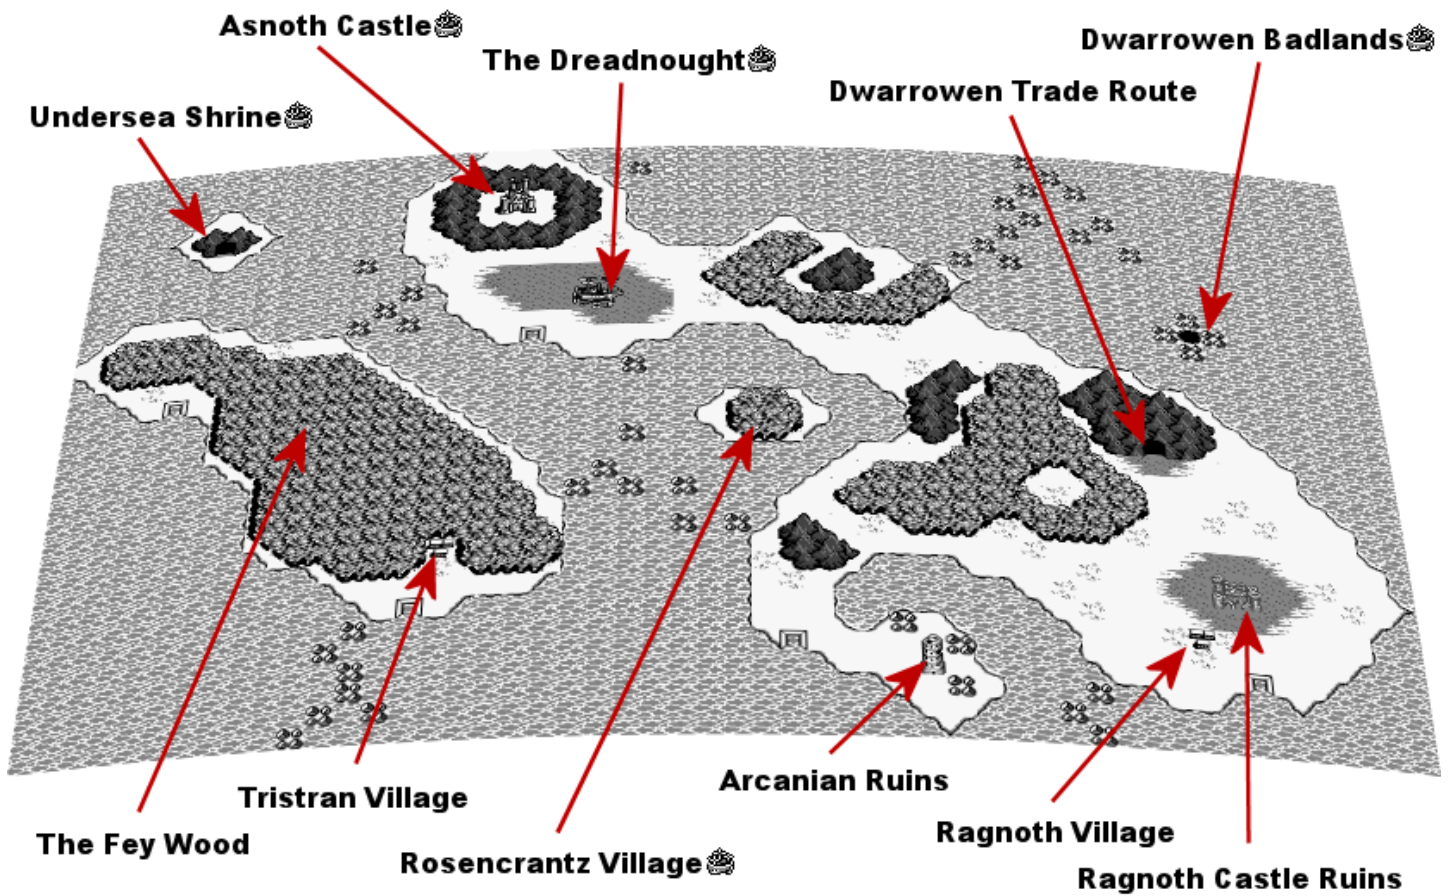 Asnoth Castle
The Dreadnought
Dwarrowen Badlands
Dwarrowen Trade Route
Undersea Shrine
Arcanian Ruins
Tristran Village
Ragnoth Village
The Fey Wood
Rosencrantz Village
Ragnoth Castle Ruins